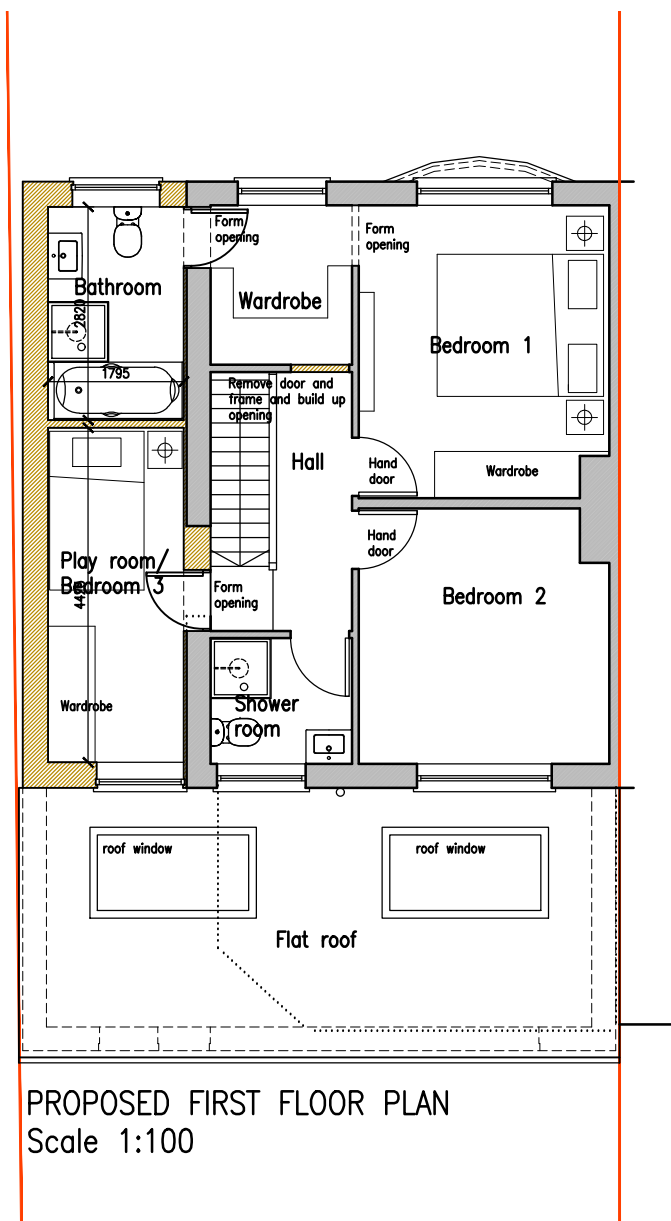 Form
opening
Form
opening
Bathroom
2820
Wardrobe
Bedroom 1
1795
Remove door and
frame and build up
opening
Hall
Hand
door
Wardrobe
Hand
door
Play room/
Bedroom 3
Form
opening
Bedroom 2
Wardrobe
Shower
room
roof window
roof window
Flat roof
PROPOSED FIRST FLOOR PLAN
Scale 1:100